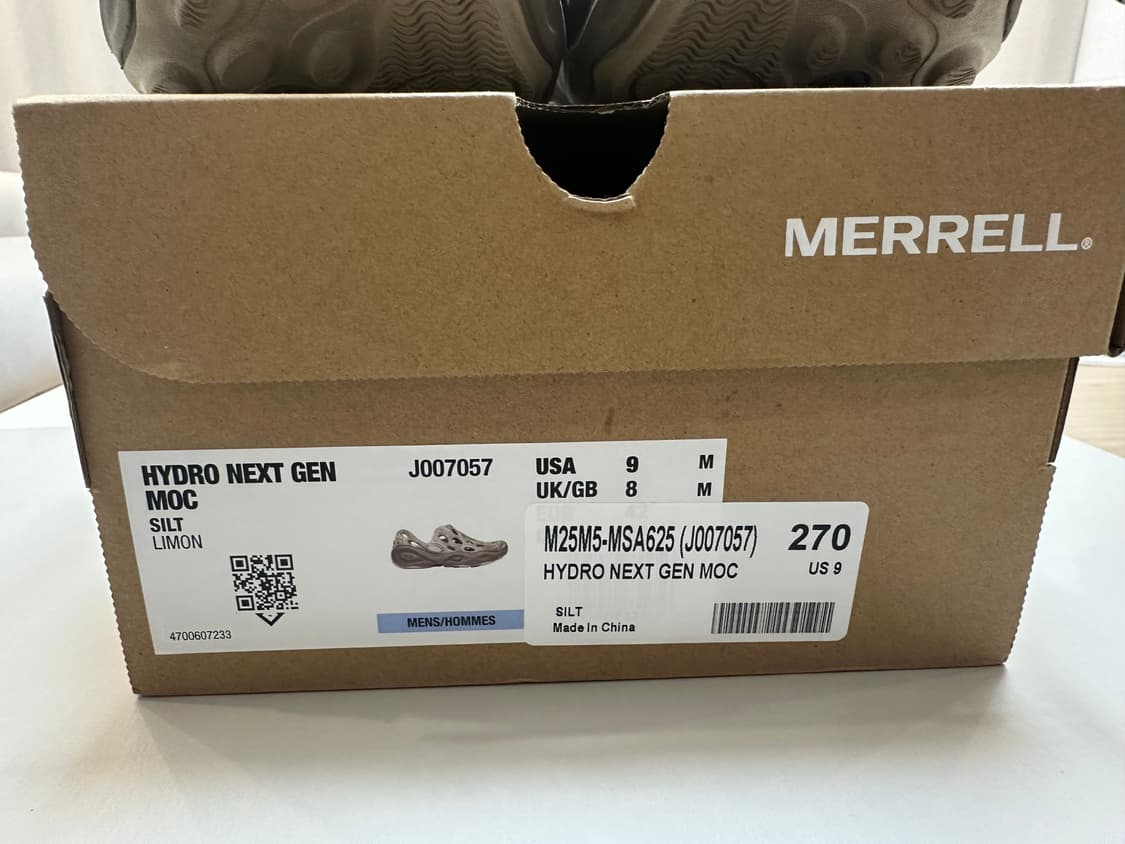 MERRELL®
HYDRO NEXT GEN MOC
SILT
LIMON
J007057
USA 9 M
UK/GB 8 M
4700607233
MENS/HOMMES
M25M5-MSA625 (J007057) 270
HYDRO NEXT GEN MOC US 9
SILT
Made in China